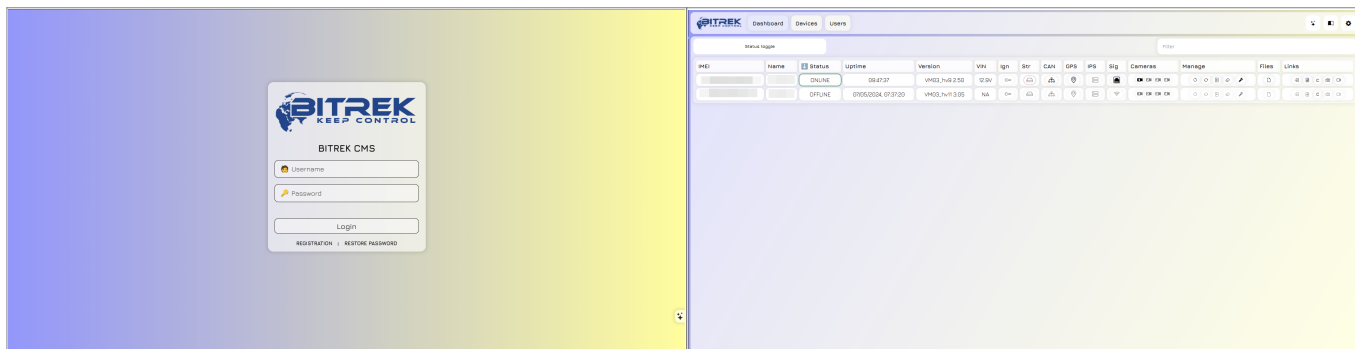 BITREK
KEEP CONTROL
BITREK CMS
Username
Password
Login
REGISTRATION | RESTORE PASSWORD
BITREK
KEEP CONTROL
Dashboard Devices Users
Status toggle
Filter
IMEI Name Status Uptime Version VIN Ign Str CAN GPS IPS Sig Cameras Manage Files Links
ONLINE 09:47:37 VM03_hv9 2.50 12.9V
OFFLINE 07/05/2024, 07:37:20 VM03_hv11 3.05 NA